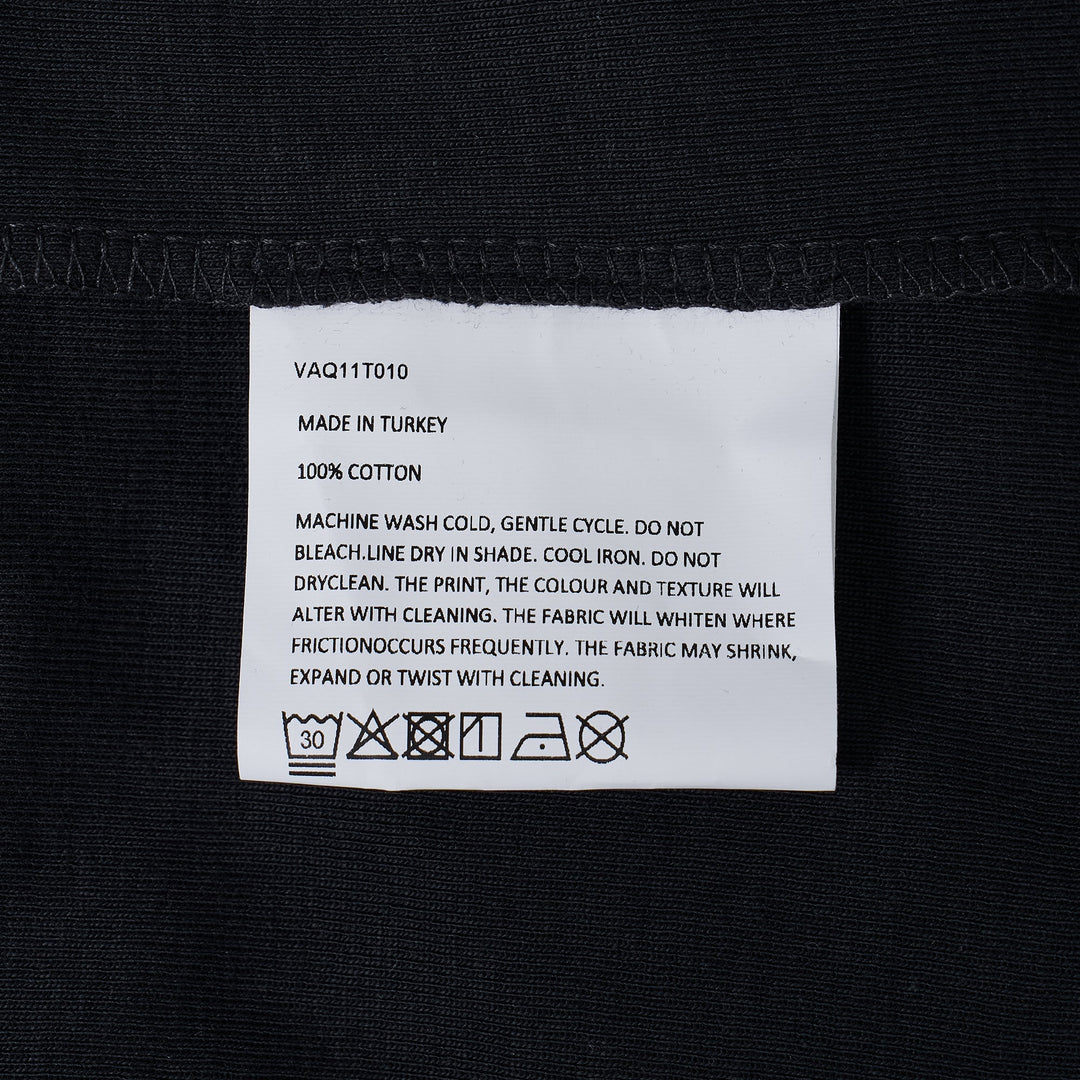 VAQ11T010
MADE IN TURKEY
100% COTTON
MACHINE WASH COLD, GENTLE CYCLE. DO NOT
BLEACH.LINE DRY IN SHADE. COOL IRON. DO NOT
DRYCLEAN. THE PRINT, THE COLOUR AND TEXTURE WILL
ALTER WITH CLEANING. THE FABRIC WILL WHITEN WHERE
FRICTIONOCCURS FREQUENTLY. THE FABRIC MAY SHRINK,
EXPAND OR TWIST WITH CLEANING.
30